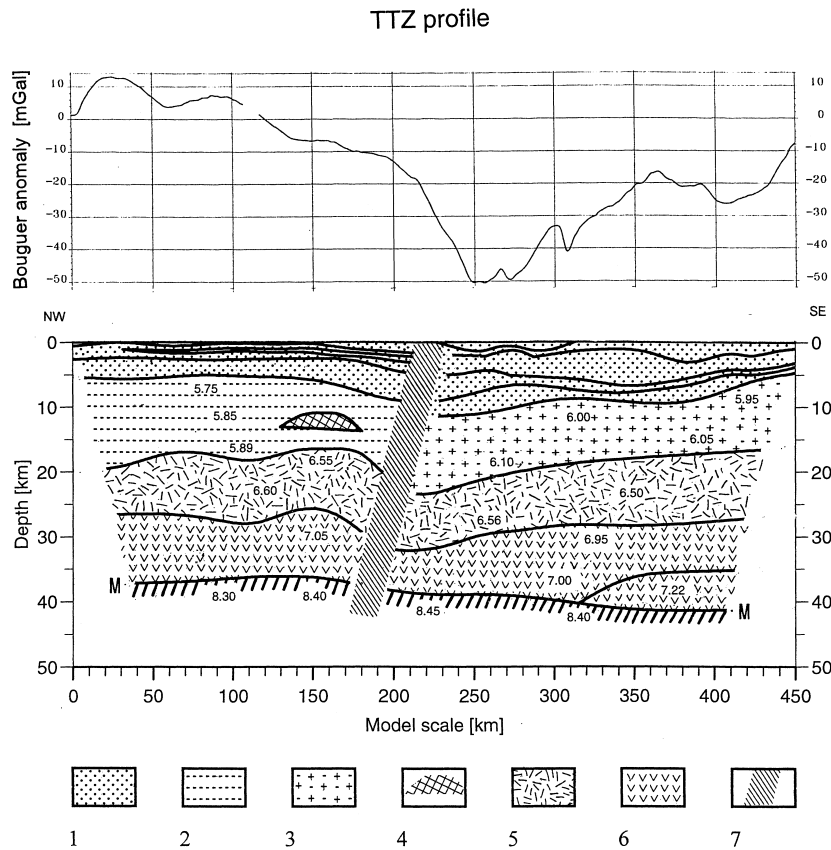 TTZ profile
Bouguer anomaly [mGal]
10 10
0 0
-10 -10
-20 -20
-30 -30
-40 -40
-50 -50
NW SE
Depth [km]
0 0
5.75 5.95
10 10
5.85 6.00
5.89 6.05
6.55 6.10
20 20
6.60 6.50
6.56
30 30
7.05 6.95
M 7.00
8.30 8.40 7.22
40 40
8.45 8.40 M
50 50
0 50 100 150 200 250 300 350 400 450
Model scale [km]
1 2 3 4 5 6 7